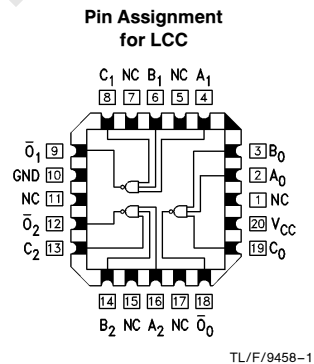 Pin Assignment
for LCC
C₁ NC B₁ NC A₁
8 7 6 5 4
Ō₁ 9
3 B₀
GND 10
2 A₀
NC 11
1 NC
Ō₂ 12
20 V_CC
C₂ 13
19 C₀
14 15 16 17 18
B₂ NC A₂ NC Ō₀
TL/F/9458–1